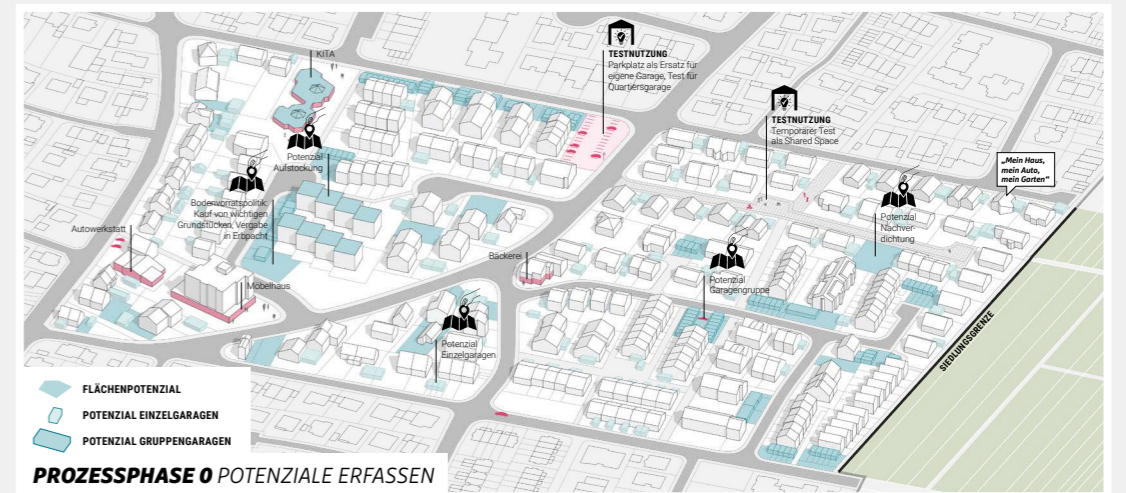 KITA
TESTNUTZUNG
Parkplatz als Ersatz für
eigene Garage, Test für
Quartiersgarage
TESTNUTZUNG
Temporärer Test
als Shared Space
„Mein Haus,
mein Auto,
mein Garten“
Potenzial
Aufstockung
Bodenvorratspolitik:
Kauf von wichtigen
Grundstücken, Vergabe
in Erbpacht
Autowerkstatt
Möbelhaus
Bäckerei
Potenzial
Nachver-
dichtung
Potenzial
Garagengruppe
Potenzial
Einzelgaragen
SIEDLUNGSGRENZE
FLÄCHENPOTENZIAL
POTENZIAL EINZELGARAGEN
POTENZIAL GRUPPENGARAGEN
PROZESSPHASE 0 POTENZIALE ERFASSEN